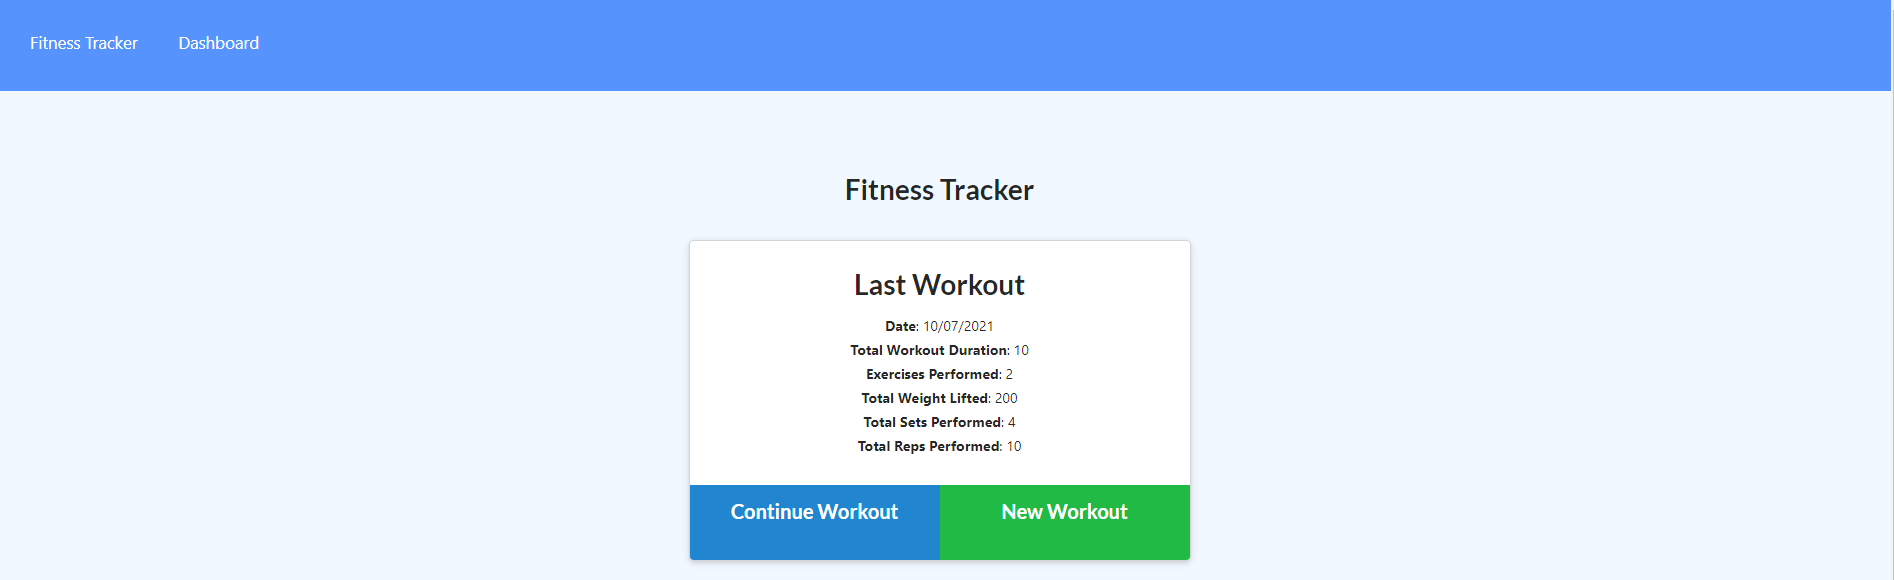 Fitness Tracker Dashboard
Fitness Tracker
Last Workout
Date: 10/07/2021
Total Workout Duration: 10
Exercises Performed: 2
Total Weight Lifted: 200
Total Sets Performed: 4
Total Reps Performed: 10
Continue Workout New Workout